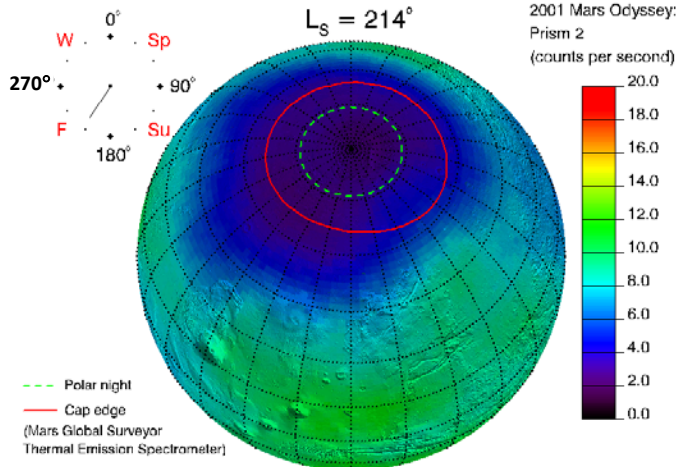 L_S = 214°
2001 Mars Odyssey:
Prism 2
(counts per second)
0°
W Sp
270° 90°
F Su
180°
20.0
18.0
16.0
14.0
12.0
10.0
8.0
6.0
4.0
2.0
0.0
Polar night
Cap edge
(Mars Global Surveyor
Thermal Emission Spectrometer)